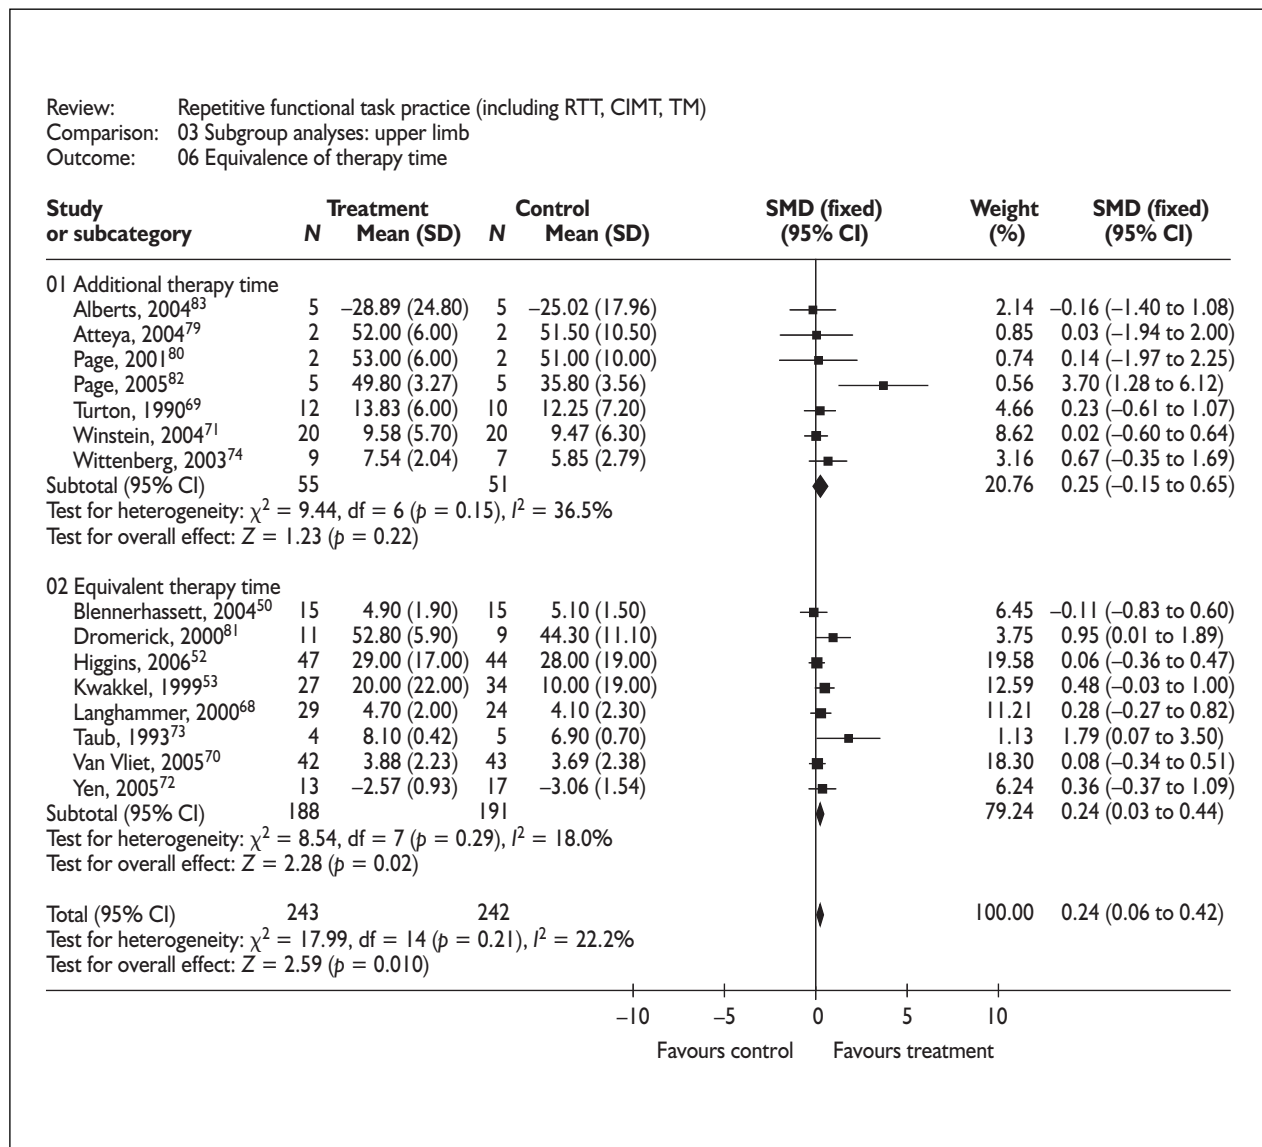 Review: Repetitive functional task practice (including RTT, CIMT, TM)
Comparison: 03 Subgroup analyses: upper limb
Outcome: 06 Equivalence of therapy time
Study Treatment Control SMD (fixed) Weight SMD (fixed)
or subcategory N Mean (SD) N Mean (SD) (95% CI) (%) (95% CI)
01 Additional therapy time
Alberts, 2004⁸³ 5 –28.89 (24.80) 5 –25.02 (17.96) 2.14 –0.16 (–1.40 to 1.08)
Atteya, 2004⁷⁹ 2 52.00 (6.00) 2 51.50 (10.50) 0.85 0.03 (–1.94 to 2.00)
Page, 2001⁸⁰ 2 53.00 (6.00) 2 51.00 (10.00) 0.74 0.14 (–1.97 to 2.25)
Page, 2005⁸² 5 49.80 (3.27) 5 35.80 (3.56) 0.56 3.70 (1.28 to 6.12)
Turton, 1990⁶⁹ 12 13.83 (6.00) 10 12.25 (7.20) 4.66 0.23 (–0.61 to 1.07)
Winstein, 2004⁷¹ 20 9.58 (5.70) 20 9.47 (6.30) 8.62 0.02 (–0.60 to 0.64)
Wittenberg, 2003⁷⁴ 9 7.54 (2.04) 7 5.85 (2.79) 3.16 0.67 (–0.35 to 1.69)
Subtotal (95% CI) 55 51 20.76 0.25 (–0.15 to 0.65)
Test for heterogeneity: χ² = 9.44, df = 6 (p = 0.15), I² = 36.5%
Test for overall effect: Z = 1.23 (p = 0.22)
02 Equivalent therapy time
Blennerhassett, 2004⁵⁰ 15 4.90 (1.90) 15 5.10 (1.50) 6.45 –0.11 (–0.83 to 0.60)
Dromerick, 2000⁸¹ 11 52.80 (5.90) 9 44.30 (11.10) 3.75 0.95 (0.01 to 1.89)
Higgins, 2006⁵² 47 29.00 (17.00) 44 28.00 (19.00) 19.58 0.06 (–0.36 to 0.47)
Kwakkel, 1999⁵³ 27 20.00 (22.00) 34 10.00 (19.00) 12.59 0.48 (–0.03 to 1.00)
Langhammer, 2000⁶⁸ 29 4.70 (2.00) 24 4.10 (2.30) 11.21 0.28 (–0.27 to 0.82)
Taub, 1993⁷³ 4 8.10 (0.42) 5 6.90 (0.70) 1.13 1.79 (0.07 to 3.50)
Van Vliet, 2005⁷⁰ 42 3.88 (2.23) 43 3.69 (2.38) 18.30 0.08 (–0.34 to 0.51)
Yen, 2005⁷² 13 –2.57 (0.93) 17 –3.06 (1.54) 6.24 0.36 (–0.37 to 1.09)
Subtotal (95% CI) 188 191 79.24 0.24 (0.03 to 0.44)
Test for heterogeneity: χ² = 8.54, df = 7 (p = 0.29), I² = 18.0%
Test for overall effect: Z = 2.28 (p = 0.02)
Total (95% CI) 243 242 100.00 0.24 (0.06 to 0.42)
Test for heterogeneity: χ² = 17.99, df = 14 (p = 0.21), I² = 22.2%
Test for overall effect: Z = 2.59 (p = 0.010)
–10 –5 0 5 10
Favours control Favours treatment